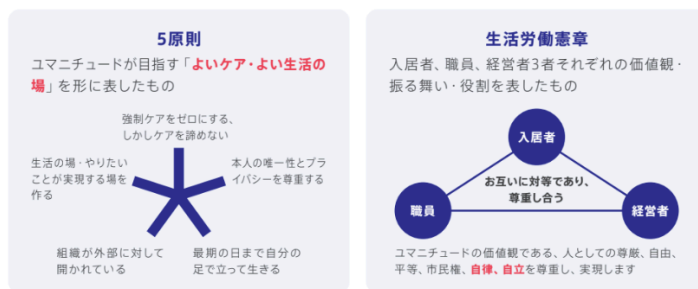 5原則
ユマニチュードが目指す「よいケア・よい生活の
場」を形に表したもの
強制ケアをゼロにする、
しかしケアを諦めない
生活の場・やりたい
ことが実現する場を
作る
本人の唯一性とプラ
イバシーを尊重する
組織が外部に対して
開かれている
最期の日まで自分の
足で立って生きる
生活労働憲章
入居者、職員、経営者3者それぞれの価値観・
振る舞い・役割を表したもの
入居者
お互いに対等であり、
尊重し合う
職員
経営者
ユマニチュードの価値観である、人としての尊厳、自由、
平等、市民権、自律、自立を尊重し、実現します